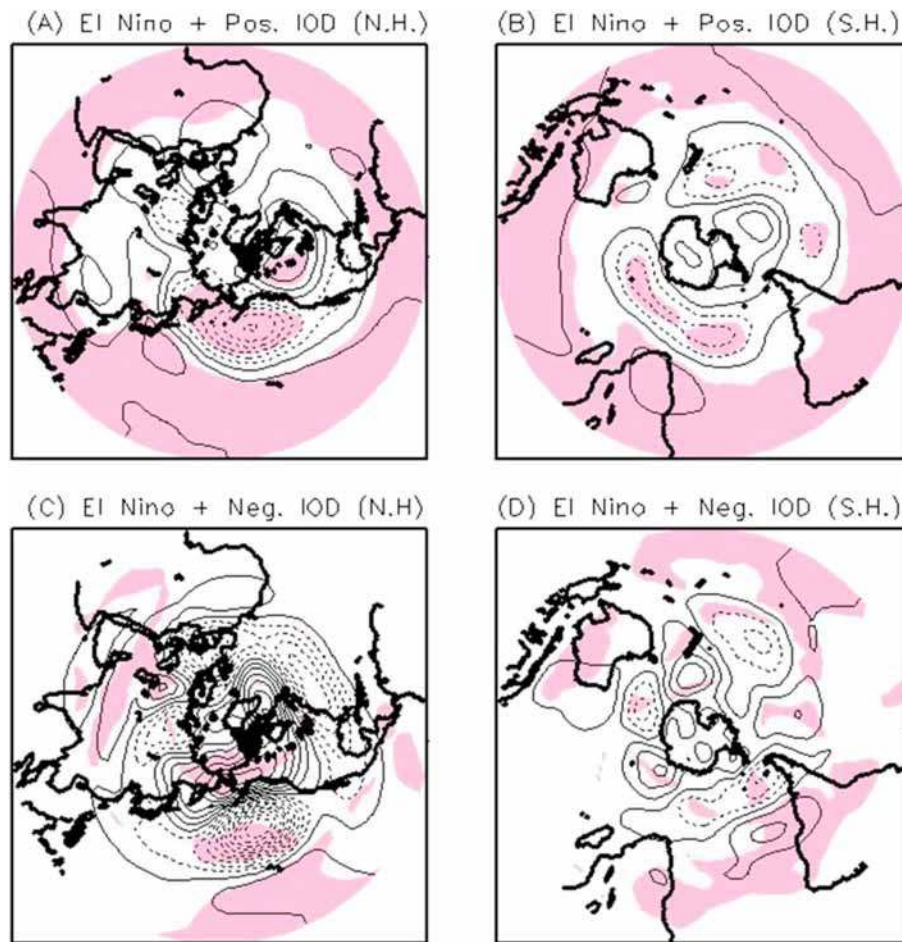 (A) El Nino + Pos. IOD (N.H.)
(B) El Nino + Pos. IOD (S.H.)
(C) El Nino + Neg. IOD (N.H)
(D) El Nino + Neg. IOD (S.H.)